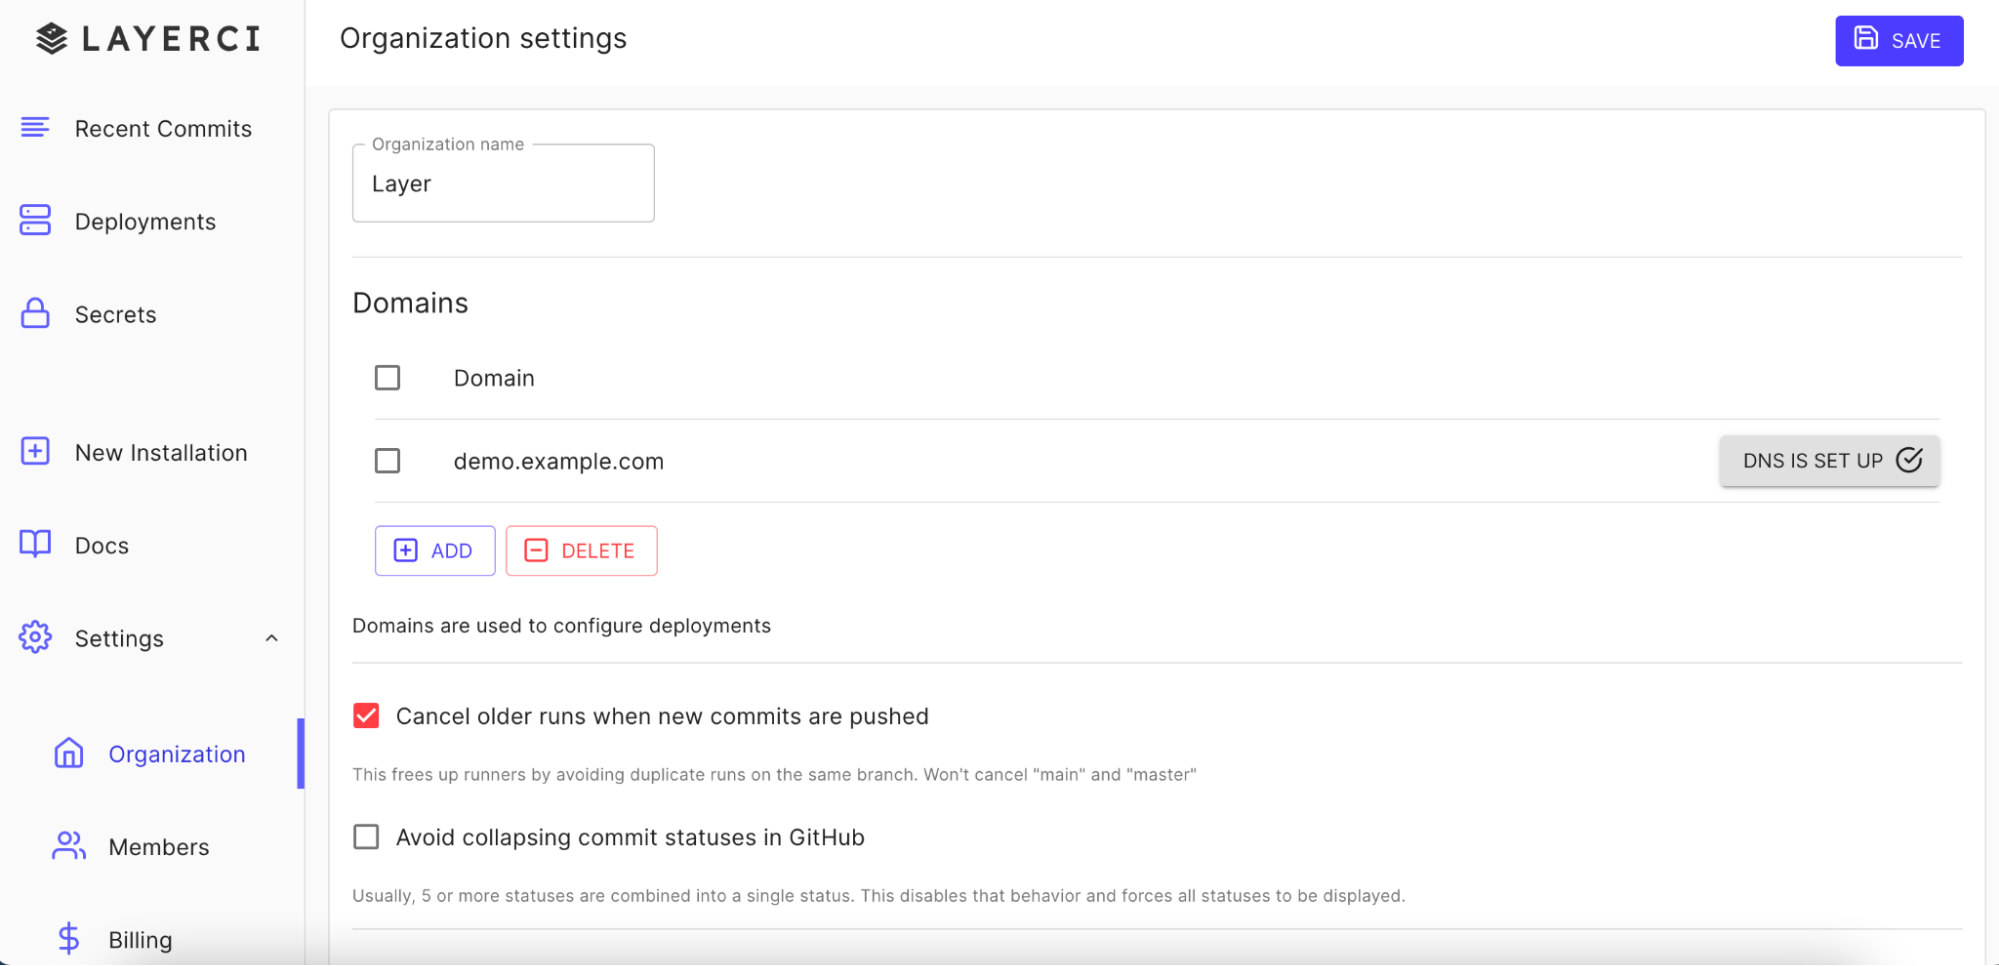 LAYERCI
Organization settings
SAVE
Recent Commits
Deployments
Secrets
New Installation
Docs
Settings
Organization
Members
Billing
Organization name
Layer
Domains
Domain
demo.example.com
DNS IS SET UP
ADD
DELETE
Domains are used to configure deployments
Cancel older runs when new commits are pushed
This frees up runners by avoiding duplicate runs on the same branch. Won't cancel "main" and "master"
Avoid collapsing commit statuses in GitHub
Usually, 5 or more statuses are combined into a single status. This disables that behavior and forces all statuses to be displayed.